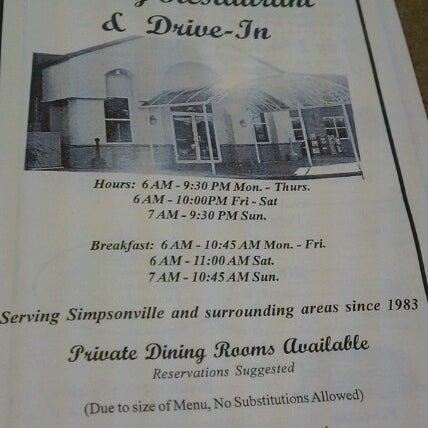 Restaurant
& Drive-In
Hours: 6 AM - 9:30 PM Mon. - Thurs.
6 AM - 10:00PM Fri - Sat
7 AM - 9:30 PM Sun.
Breakfast: 6 AM - 10:45 AM Mon. - Fri.
6 AM - 11:00 AM Sat.
7 AM - 10:45 AM Sun.
Serving Simpsonville and surrounding areas since 1983
Private Dining Rooms Available
Reservations Suggested
(Due to size of Menu, No Substitutions Allowed)